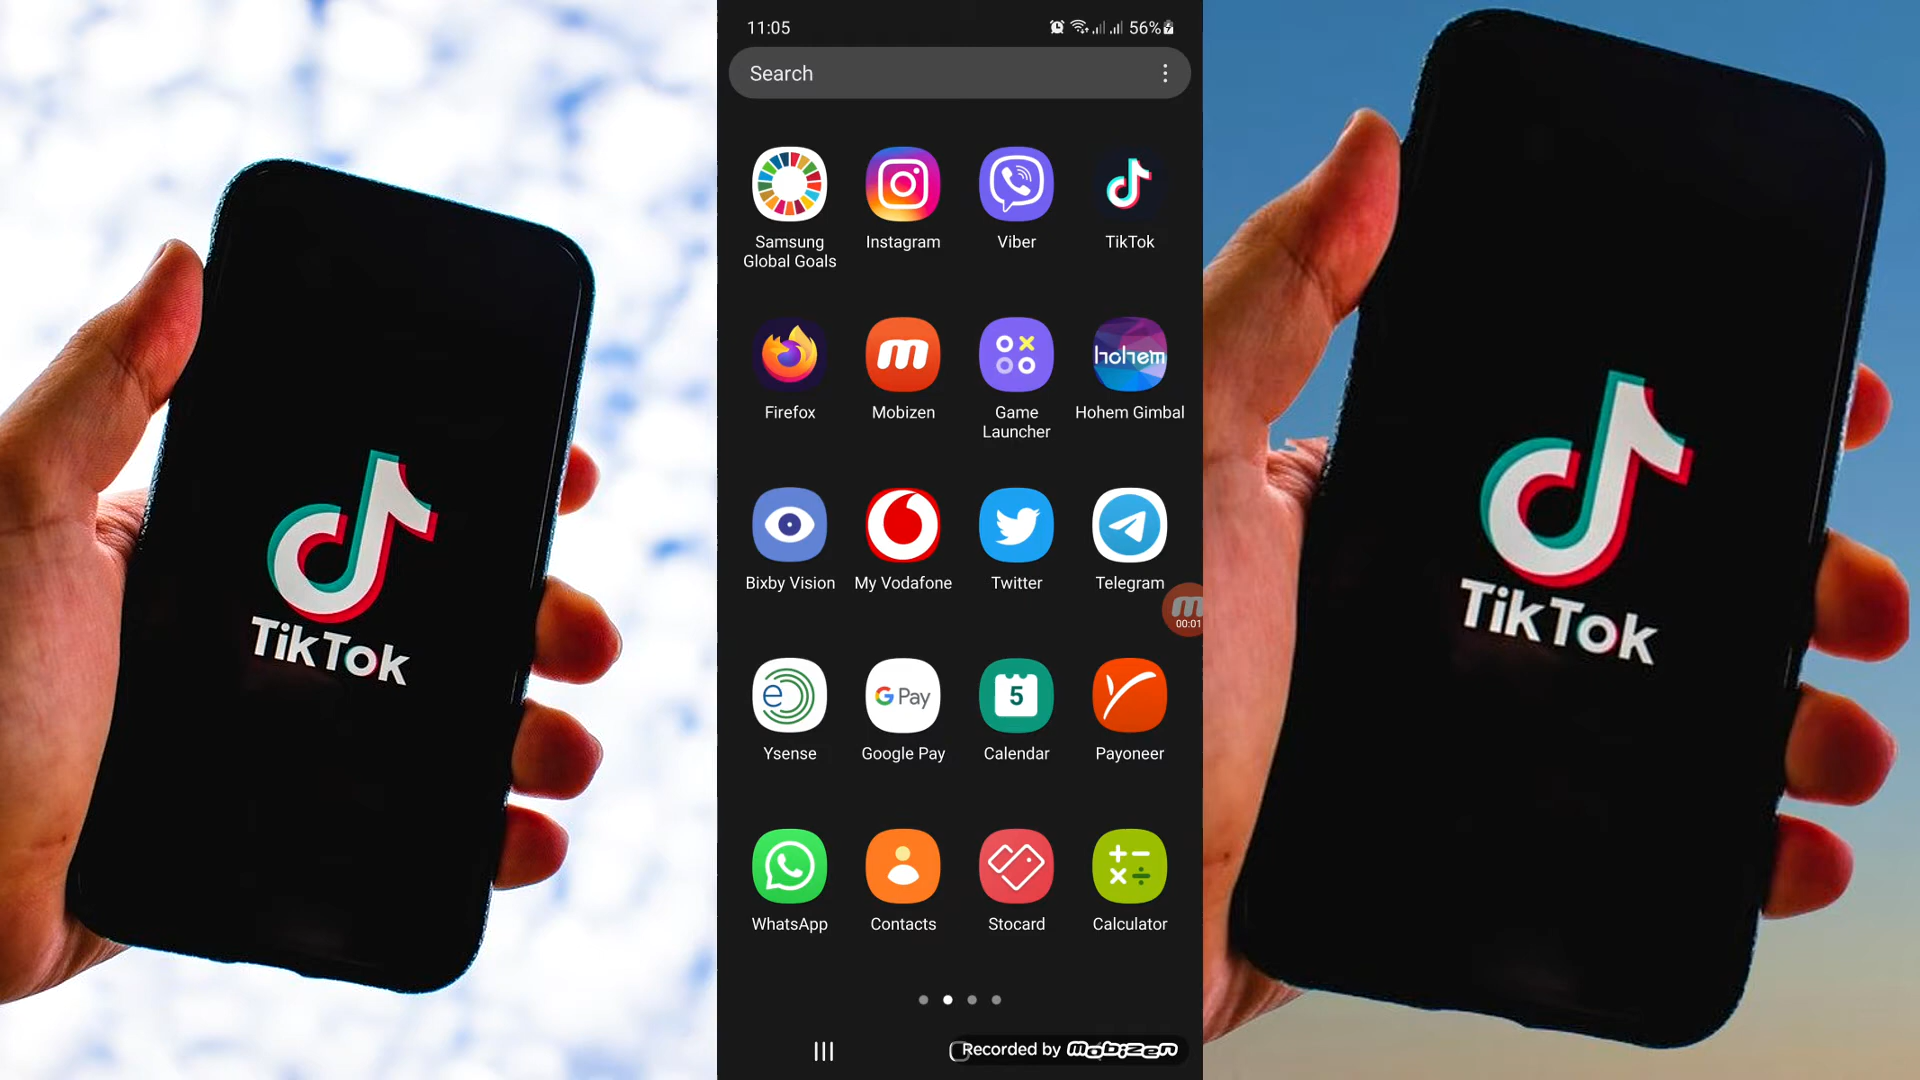 11:05
56%
Search
Samsung Global Goals
Instagram
Viber
TikTok
hohem
Firefox
Mobizen
Game Launcher
Hohem Gimbal
Bixby Vision
My Vodafone
Twitter
Telegram
00:01
G Pay
5
Ysense
Google Pay
Calendar
Payoneer
WhatsApp
Contacts
Stocard
Calculator
Recorded by mobizen
TikTok
TikTok